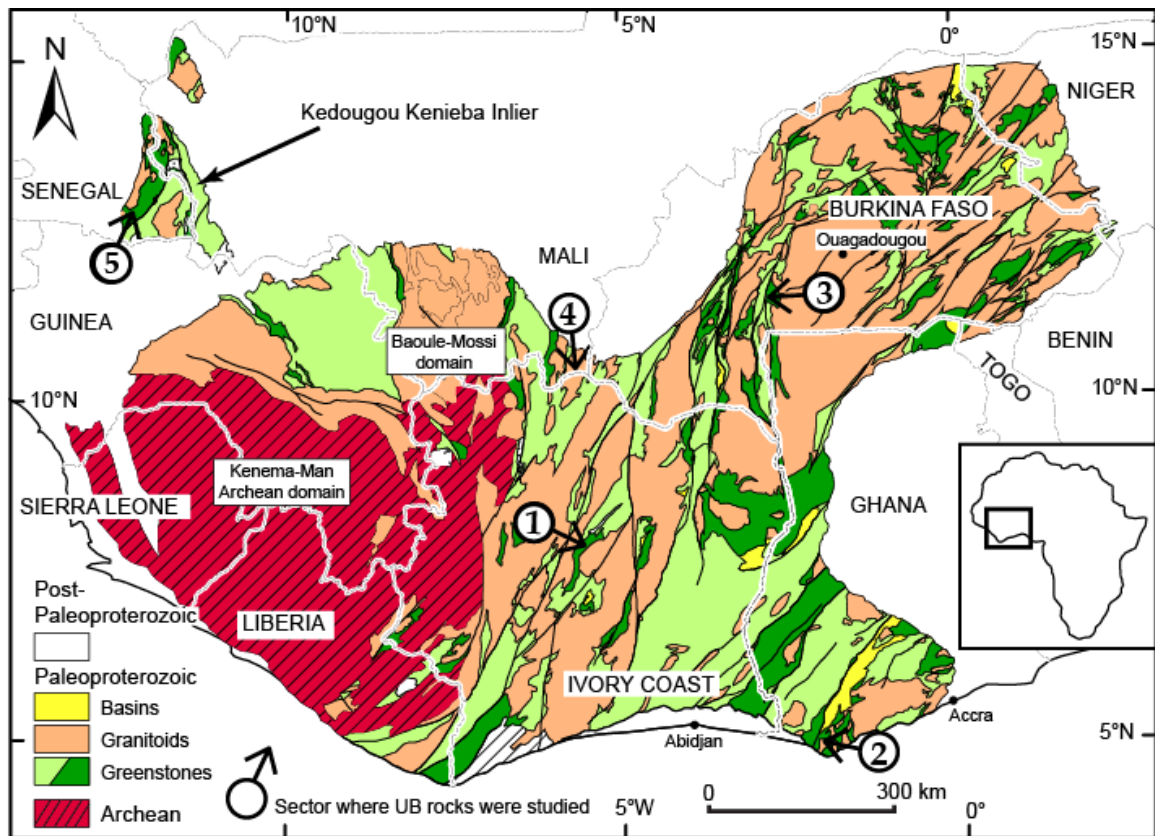 10°N
5°N
0°
15°N
N
NIGER
Kedougou Kenieba Inlier
SENEGAL
BURKINA FASO
Ouagadougou
5
MALI
3
GUINEA
4
BENIN
Baoule-Mossi
domain
TOGO
10°N
10°N
Kenema-Man
Archean domain
SIERRA LEONE
GHANA
1
Post-
Paleoproterozoic
LIBERIA
Paleoproterozoic
IVORY COAST
Basins
Accra
Granitoids
Abidjan
2
5°N
Greenstones
Archean
Sector where UB rocks were studied
5°W
0
300 km
0°